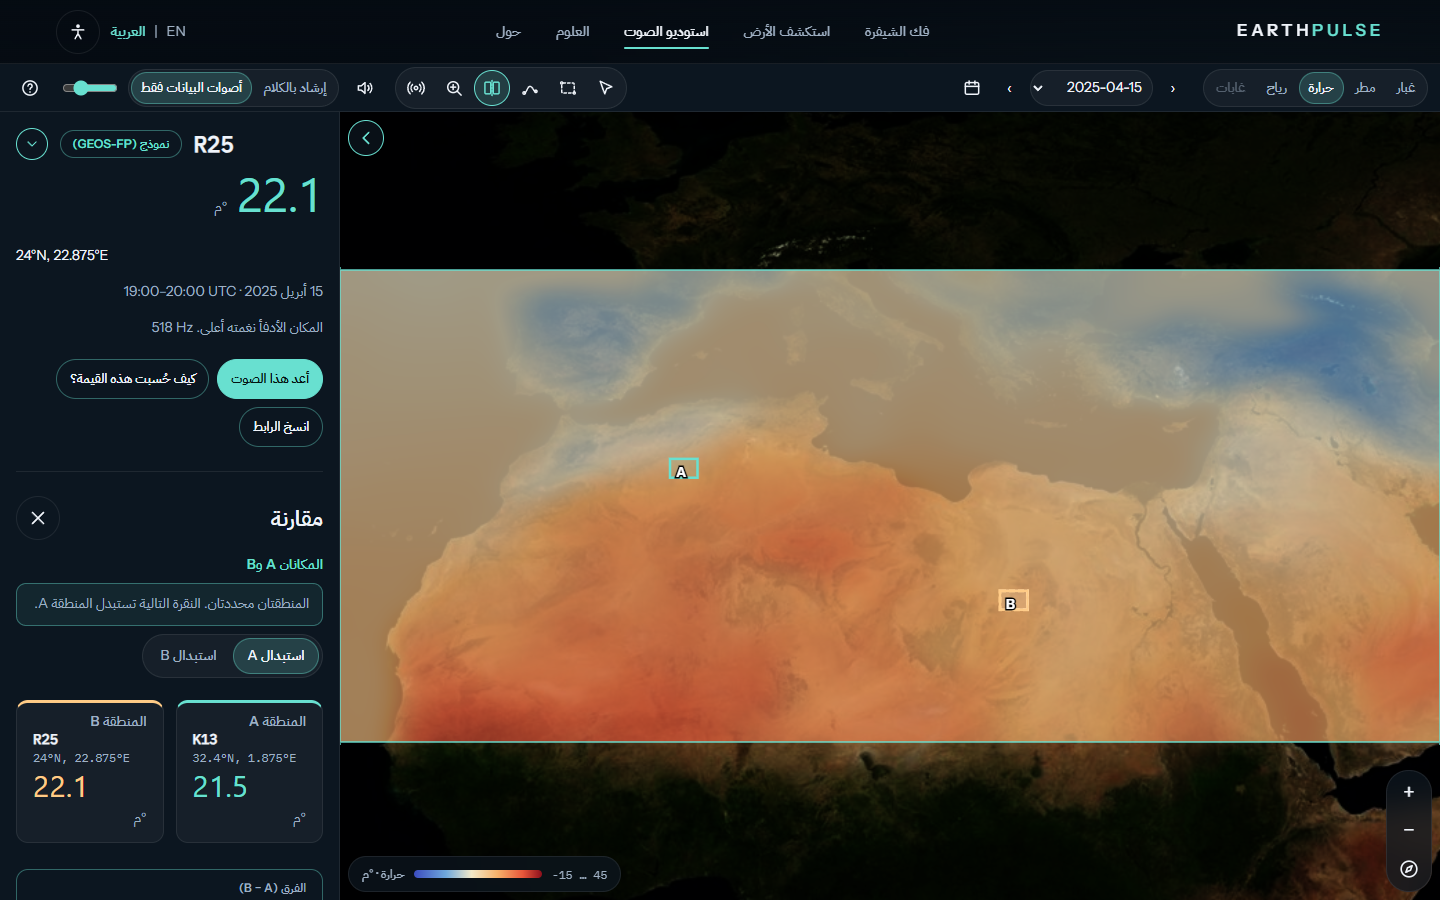 EARTHPULSE
فك الشيفرة
استكشف الأرض
استوديو الصوت
العلوم
حول
العربية | EN
غبار
مطر
حرارة
رياح
غابات
2025-04-15
أصوات البيانات فقط
إرشاد بالكلام
R25
نموذج (GEOS-FP)
22.1 °م
24°N, 22.875°E
15 أبريل 2025 · 19:00–20:00 UTC
المكان الأدفأ نغمته أعلى. 518 Hz
أعد هذا الصوت
كيف حُسبت هذه القيمة؟
انسخ الرابط
مقارنة
المكانان A وB
المنطقتان محددتان. النقرة التالية تستبدل المنطقة A.
استبدال A
استبدال B
المنطقة A
K13
32.4°N, 1.875°E
21.5
°م
المنطقة B
R25
24°N, 22.875°E
22.1
°م
الفرق (B − A)
A
B
حرارة · °م
-15 … 45